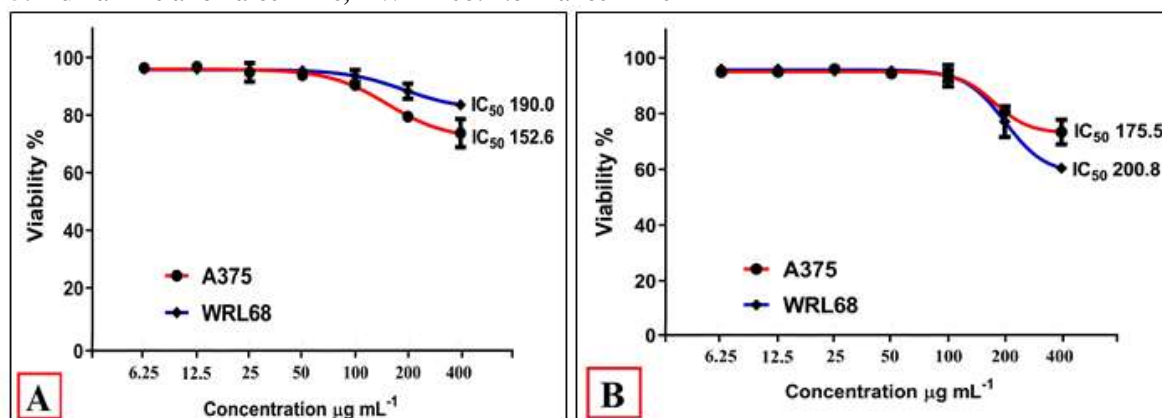 100
80
60
40
20
0
Viability %
IC₅₀ 190.0
IC₅₀ 152.6
A375
WRL68
6.25 12.5 25 50 100 200 400
A
Concentration µg mL⁻¹
100
80
60
40
20
0
Viability %
IC₅₀ 175.5
IC₅₀ 200.8
A375
WRL68
6.25 12.5 25 50 100 200 400
B
Concentration µg mL⁻¹